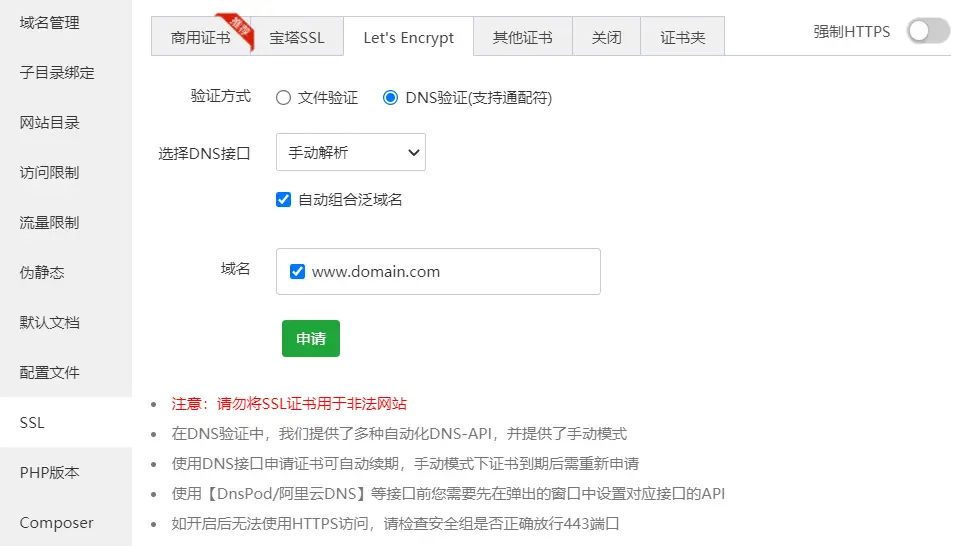 域名管理
子目录绑定
网站目录
访问限制
流量限制
伪静态
默认文档
配置文件
SSL
PHP版本
Composer
商用证书
推荐
宝塔SSL
Let's Encrypt
其他证书
关闭
证书夹
强制HTTPS
验证方式
文件验证
DNS验证(支持通配符)
选择DNS接口
手动解析
自动组合泛域名
域名
www.domain.com
申请
注意：请勿将SSL证书用于非法网站
在DNS验证中，我们提供了多种自动化DNS-API，并提供了手动模式
使用DNS接口申请证书可自动续期，手动模式下证书到期后需重新申请
使用【DnsPod/阿里云DNS】等接口前您需要先在弹出的窗口中设置对应接口的API
如开启后无法使用HTTPS访问，请检查安全组是否正确放行443端口